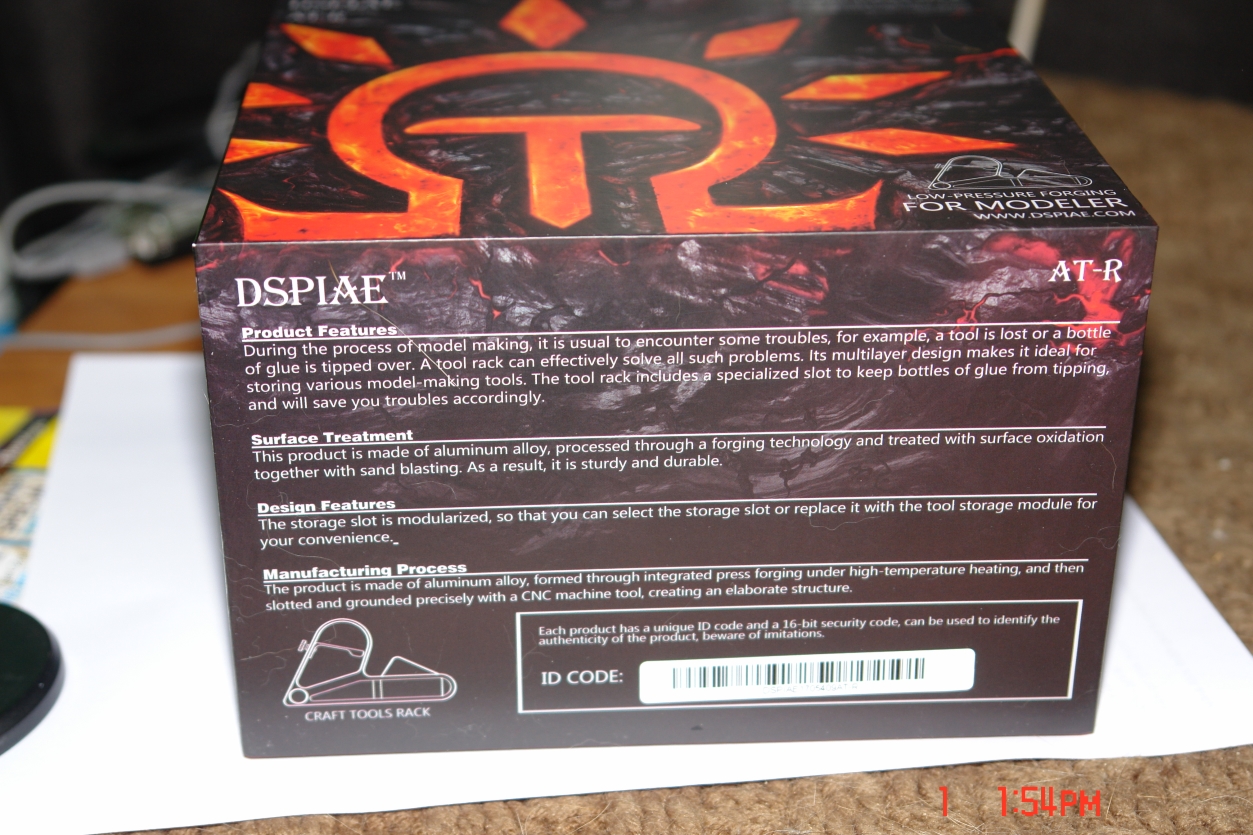 LOW-PRESSURE FORGING
FOR MODELER
WWW.DSPIAE.COM
DSPIAE™
AT-R
Product Features
During the process of model making, it is usual to encounter some troubles, for example, a tool is lost or a bottle
of glue is tipped over. A tool rack can effectively solve all such problems. Its multilayer design makes it ideal for
storing various model-making tools. The tool rack includes a specialized slot to keep bottles of glue from tipping,
and will save you troubles accordingly.
Surface Treatment
This product is made of aluminum alloy, processed through a forging technology and treated with surface oxidation
together with sand blasting. As a result, it is sturdy and durable.
Design Features
The storage slot is modularized, so that you can select the storage slot or replace it with the tool storage module for
your convenience.
Manufacturing Process
The product is made of aluminum alloy, formed through integrated press forging under high-temperature heating, and then
slotted and grounded precisely with a CNC machine tool, creating an elaborate structure.
Each product has a unique ID code and a 16-bit security code, can be used to identify the
authenticity of the product, beware of imitations.
ID CODE:
CRAFT TOOLS RACK
1 1:54PM